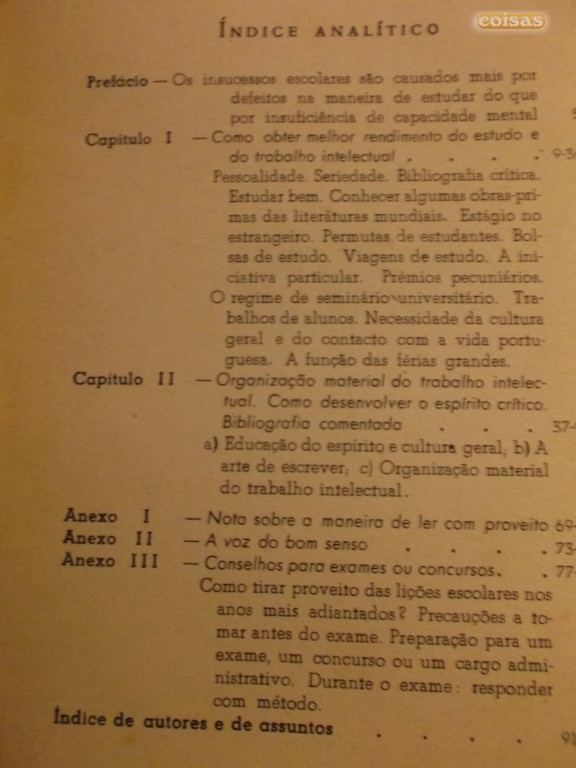 coisas
ÍNDICE ANALÍTICO
Prefácio — Os insucessos escolares são causados mais por
defeitos na maneira de estudar do que
por insuficiência de capacidade mental
Capitulo I — Como obter melhor rendimento do estudo e
do trabalho intelectual . . . . 9-3
Pessoalidade. Seriedade. Bibliografia crítica.
Estudar bem. Conhecer algumas obras-pri-
mas das literáturas mundiais. Estágio no
estrangeiro. Permutas de estudantes. Bol-
sas de estudo. Viagens de estudo. A ini-
ciativa particular. Prémios pecuniários.
O regime de seminário universitário. Tra-
balhos de alunos. Necessidade da cultura
geral e do contacto com a vida portu-
guesa. A função das férias grandes.
Capitulo II — Organização material do trabalho intelec-
tual. Como desenvolver o espírito crítico.
Bibliografia comentada . . . 37-
a) Educação do espírito e cultura geral; b) A
arte de escrever; c) Organização material
do trabalho intelectual.
Anexo I — Nota sobre a maneira de ler com proveito 69-
Anexo II — A voz do bom senso . . . . 73-
Anexo III — Conselhos para exames ou concursos. . 77-
Como tirar proveito das lições escolares nos
anos mais adiantados? Precauções a to-
mar antes do exame. Preparação para um
exame, um concurso ou um cargo admi-
nistrativo. Durante o exame: responder
com método.
Índice de autores e de assuntos . . . . 91